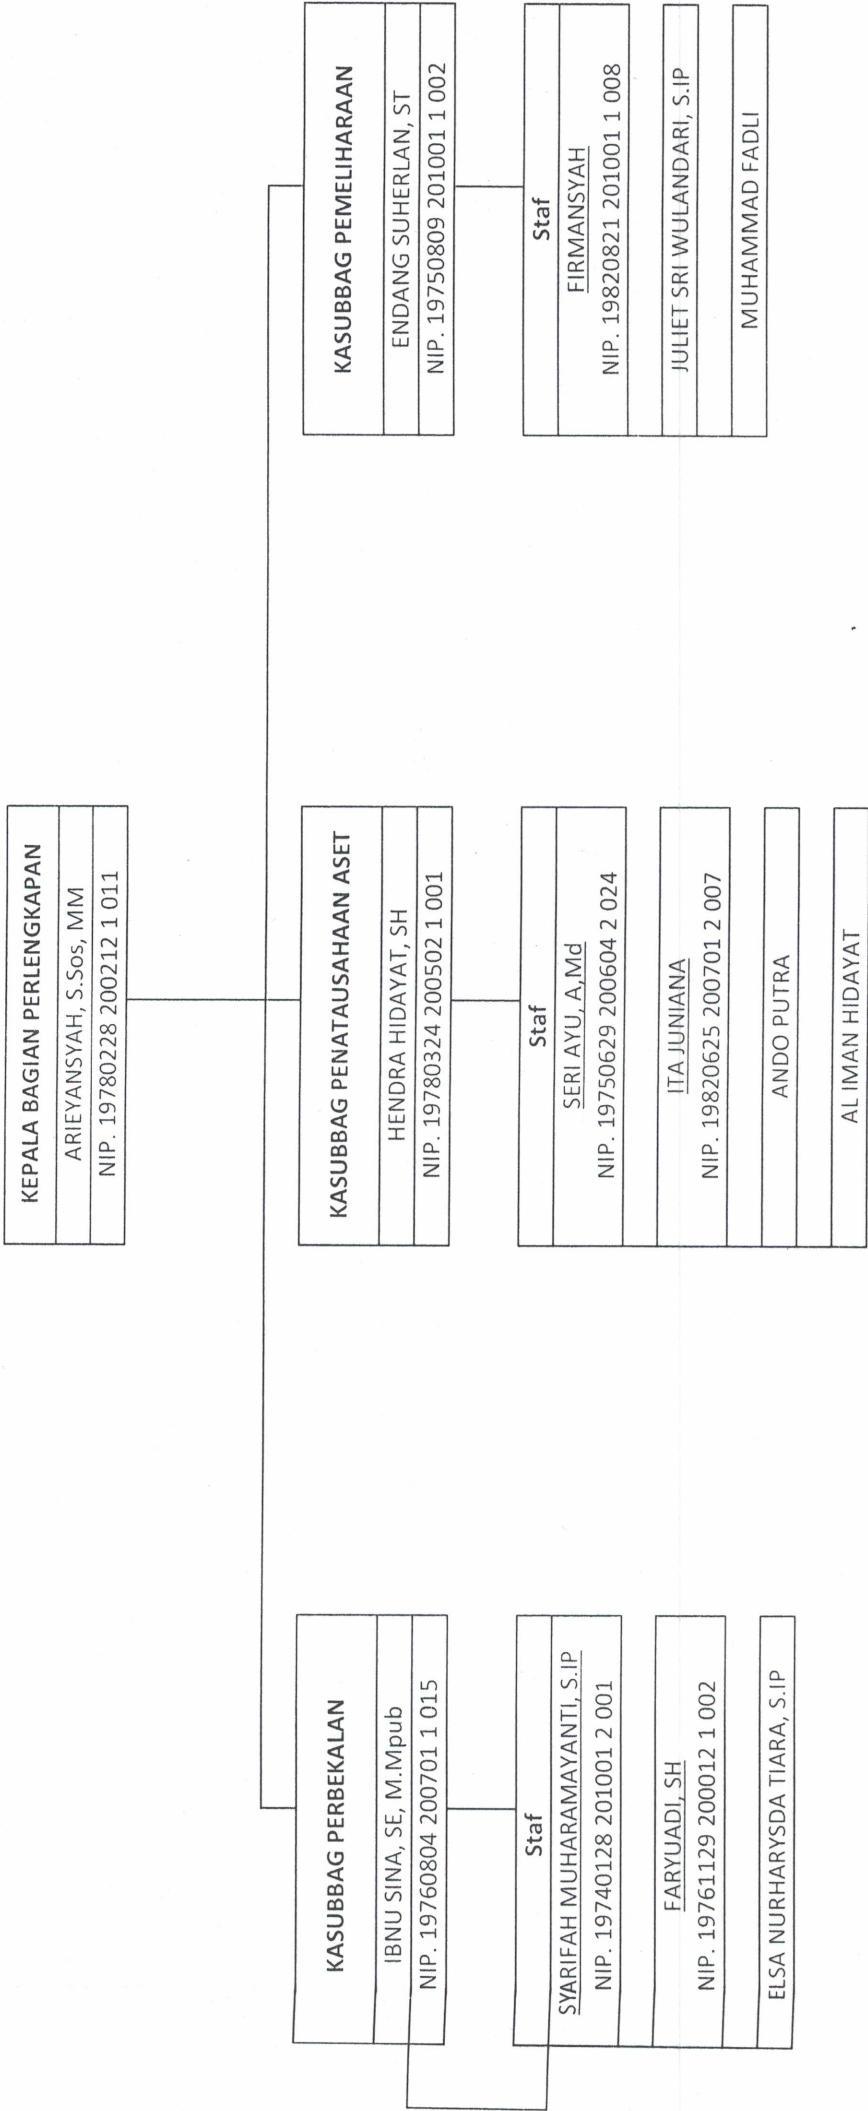 KEPALA BAGIAN PERLENGKAPAN
ARIEYANSYAH, S.Sos, MM
NIP. 19780228 200212 1 011
KASUBBAG PERBEKALAN
IBNU SINA, SE, M.Mpub
NIP. 19760804 200701 1 015
Staf
SYARIFAH MUHARAMAYANTI, S.IP
NIP. 19740128 201001 2 001
FARYUADI, SH
NIP. 19761129 200012 1 002
ELSA NURHARYSDA TIARA, S.IP
KASUBBAG PENATAUSAHAAN ASET
HENDRA HIDAYAT, SH
NIP. 19780324 200502 1 001
Staf
SERI AYU, A,Md
NIP. 19750629 200604 2 024
ITA JUNIANA
NIP. 19820625 200701 2 007
ANDO PUTRA
AL IMAN HIDAYAT
KASUBBAG PEMELIHARAAN
ENDANG SUHERLAN, ST
NIP. 19750809 201001 1 002
Staf
FIRMANSYAH
NIP. 19820821 201001 1 008
JULIET SRI WULANDARI, S.IP
MUHAMMAD FADLI